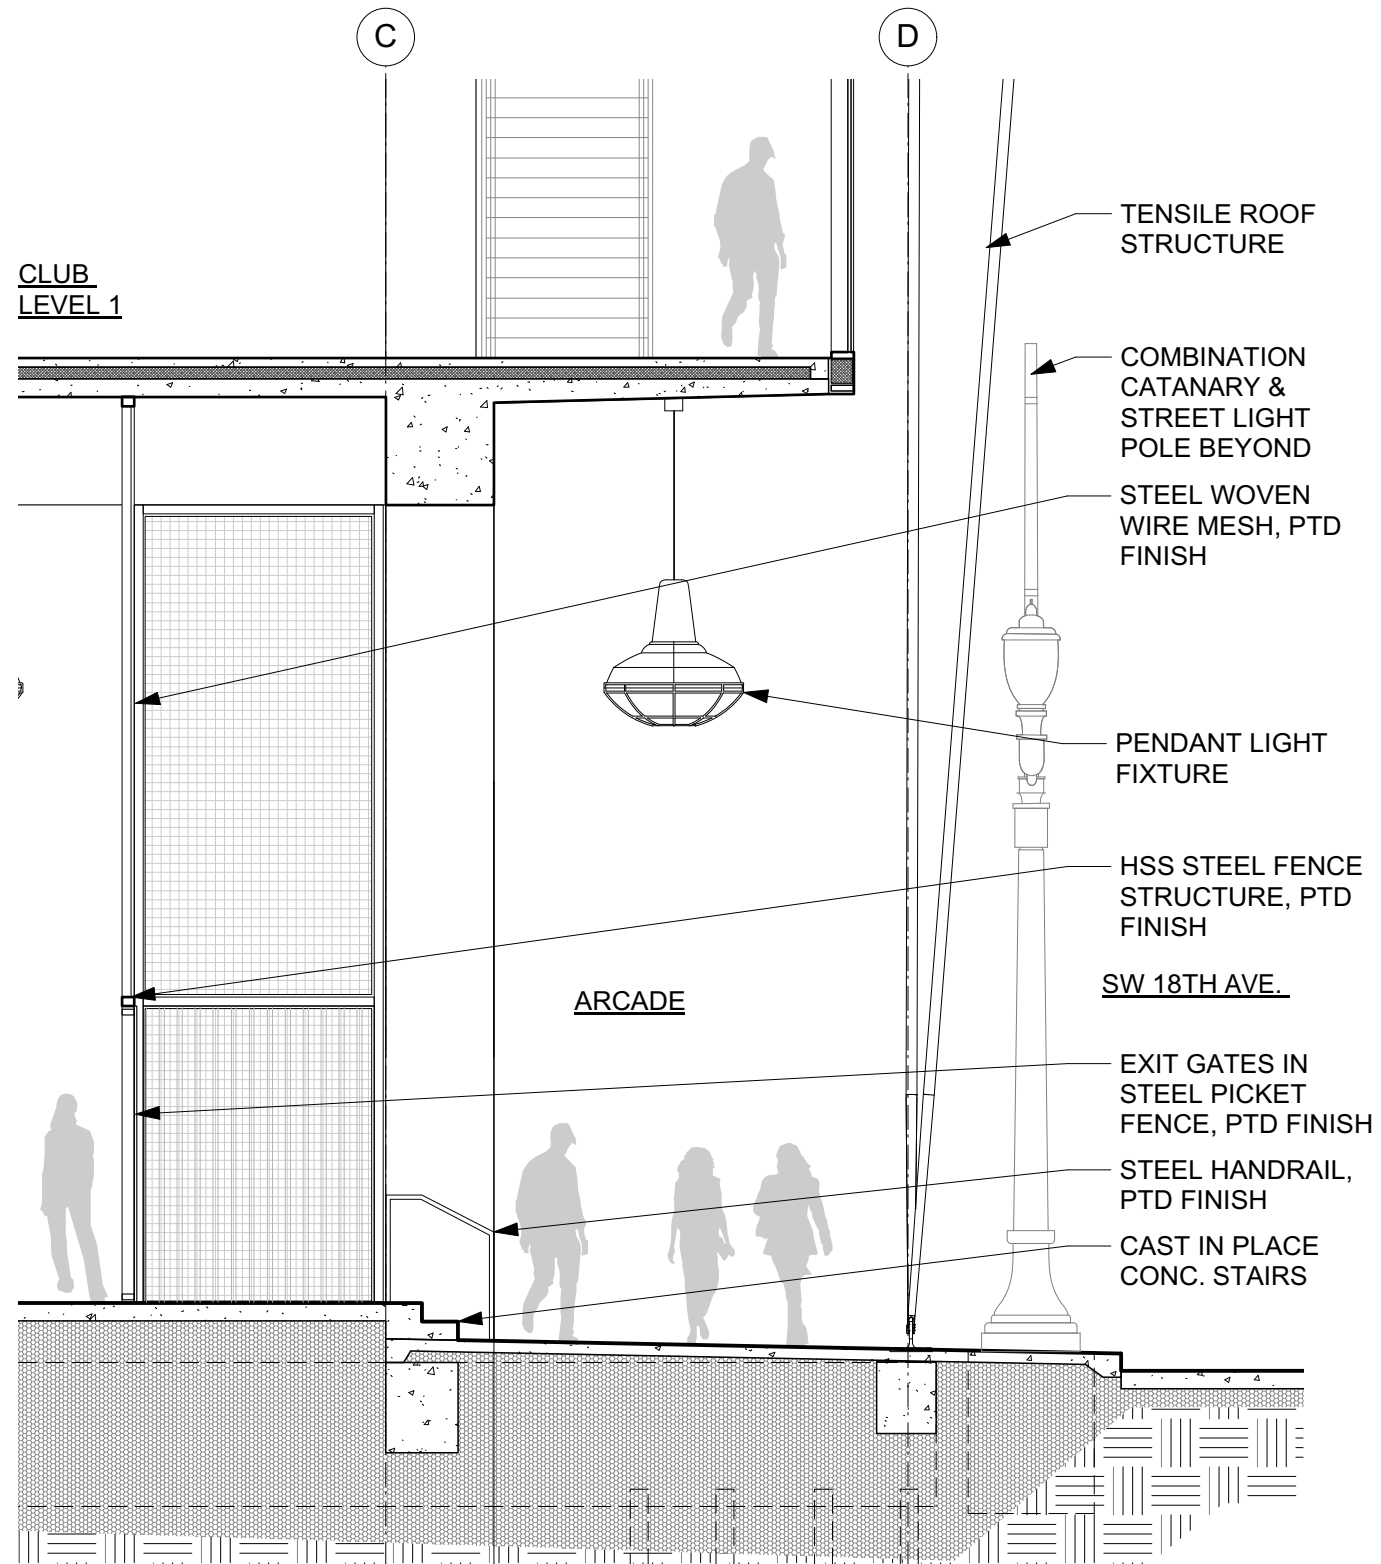 C
D
TENSILE ROOF
STRUCTURE
CLUB
LEVEL 1
COMBINATION
CATANARY &
STREET LIGHT
POLE BEYOND
STEEL WOVEN
WIRE MESH, PTD
FINISH
PENDANT LIGHT
FIXTURE
HSS STEEL FENCE
STRUCTURE, PTD
FINISH
SW 18TH AVE.
ARCADE
EXIT GATES IN
STEEL PICKET
FENCE, PTD FINISH
STEEL HANDRAIL,
PTD FINISH
CAST IN PLACE
CONC. STAIRS